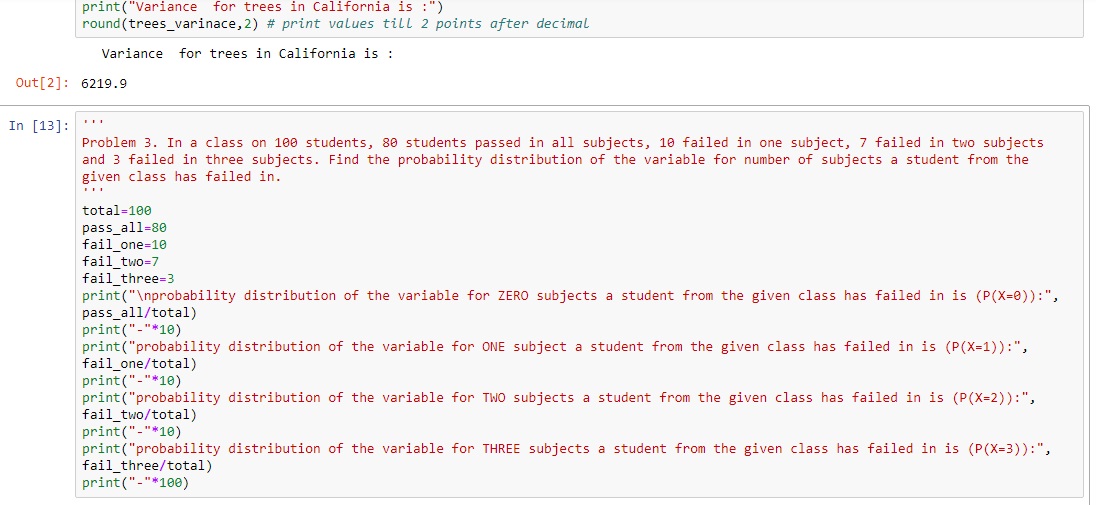 print("Variance  for trees in California is :")
round(trees_varinace,2) # print values till 2 points after decimal
Variance  for trees in California is :
Out[2]: 6219.9
In [13]: '''
Problem 3. In a class on 100 students, 80 students passed in all subjects, 10 failed in one subject, 7 failed in two subjects
and 3 failed in three subjects. Find the probability distribution of the variable for number of subjects a student from the
given class has failed in.
'''
total=100
pass_all=80
fail_one=10
fail_two=7
fail_three=3
print("\nprobability distribution of the variable for ZERO subjects a student from the given class has failed in is (P(X=0)):",
pass_all/total)
print("-"*10)
print("probability distribution of the variable for ONE subject a student from the given class has failed in is (P(X=1)):",
fail_one/total)
print("-"*10)
print("probability distribution of the variable for TWO subjects a student from the given class has failed in is (P(X=2)):",
fail_two/total)
print("-"*10)
print("probability distribution of the variable for THREE subjects a student from the given class has failed in is (P(X=3)):",
fail_three/total)
print("-"*100)